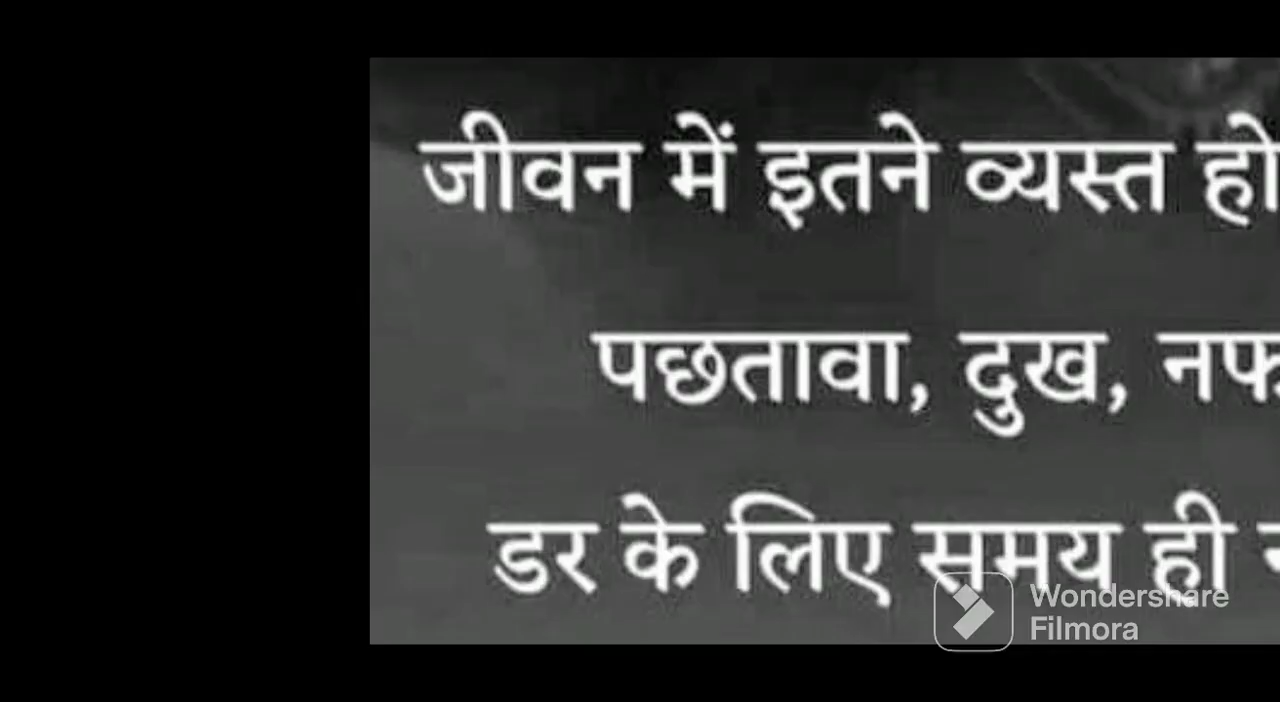 जीवन में इतने व्यस्त हो
पछतावा, दुख,
डर के लिए समय ही
Wondershare
Filmora